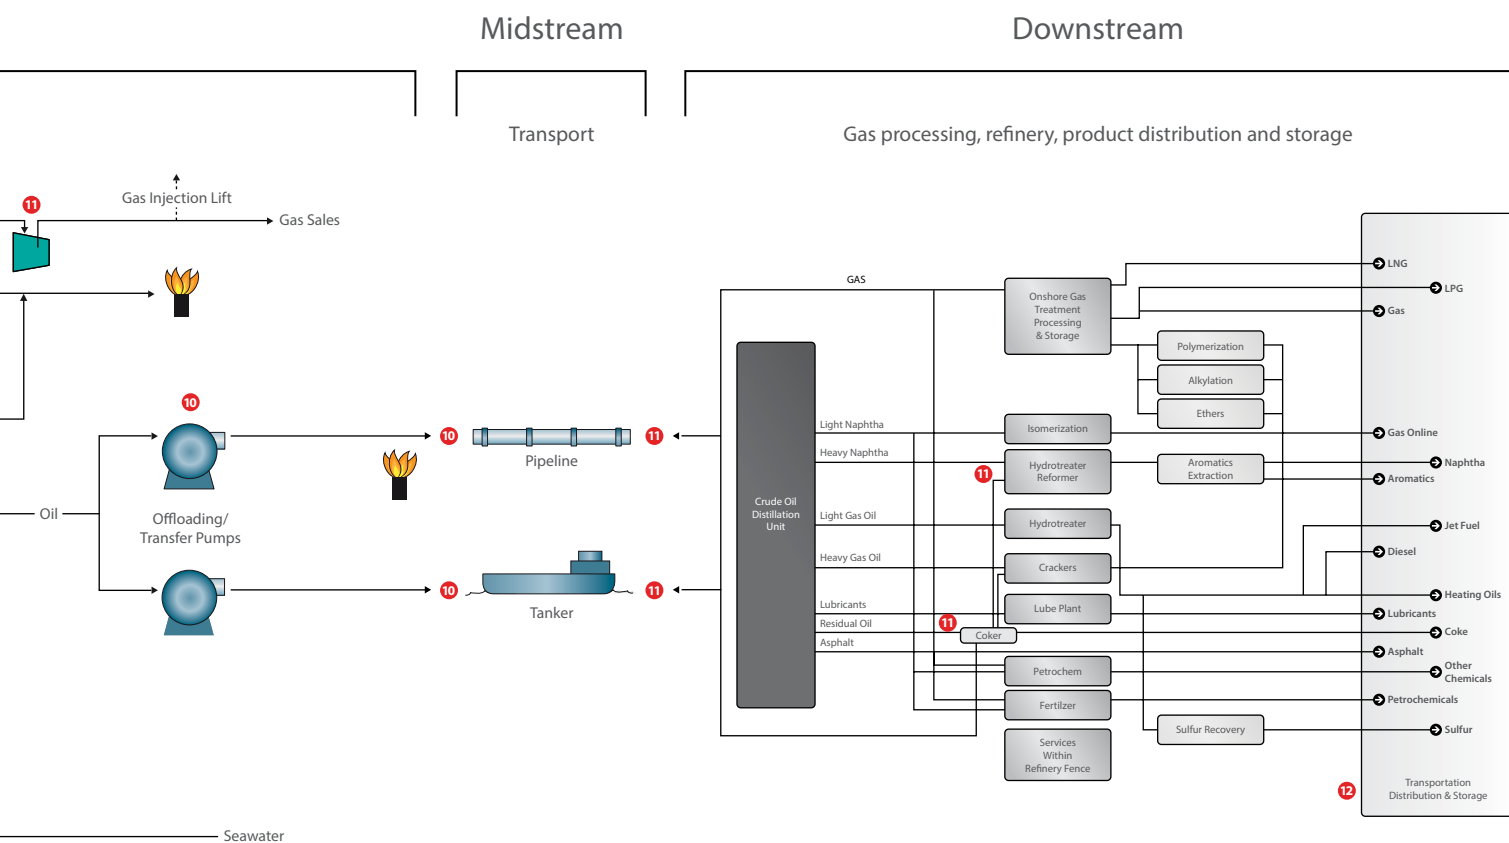 Midstream
Downstream
Transport
Gas processing, refinery, product distribution and storage
11
Gas Injection Lift
Gas Sales
GAS
Onshore Gas
Treatment
Processing
& Storage
LNG
LPG
Gas
Polymerization
Alkylation
Ethers
10
10
Pipeline
11
Light Naphtha
Isomerization
Gas Online
Heavy Naphtha
11
Hydrotreater
Reformer
Aromatics
Extraction
Naphtha
Aromatics
Oil
Offloading/
Transfer Pumps
Crude Oil
Distillation
Unit
Light Gas Oil
Hydrotreater
Jet Fuel
Diesel
Heavy Gas Oil
Crackers
10
Tanker
11
Heating Oils
Lubricants
Lube Plant
Lubricants
Residual Oil
11
Coker
Coke
Asphalt
Asphalt
Petrochem
Other
Chemicals
Fertilzer
Petrochemicals
Sulfur Recovery
Sulfur
Services
Within
Refinery Fence
12
Transportation
Distribution & Storage
Seawater